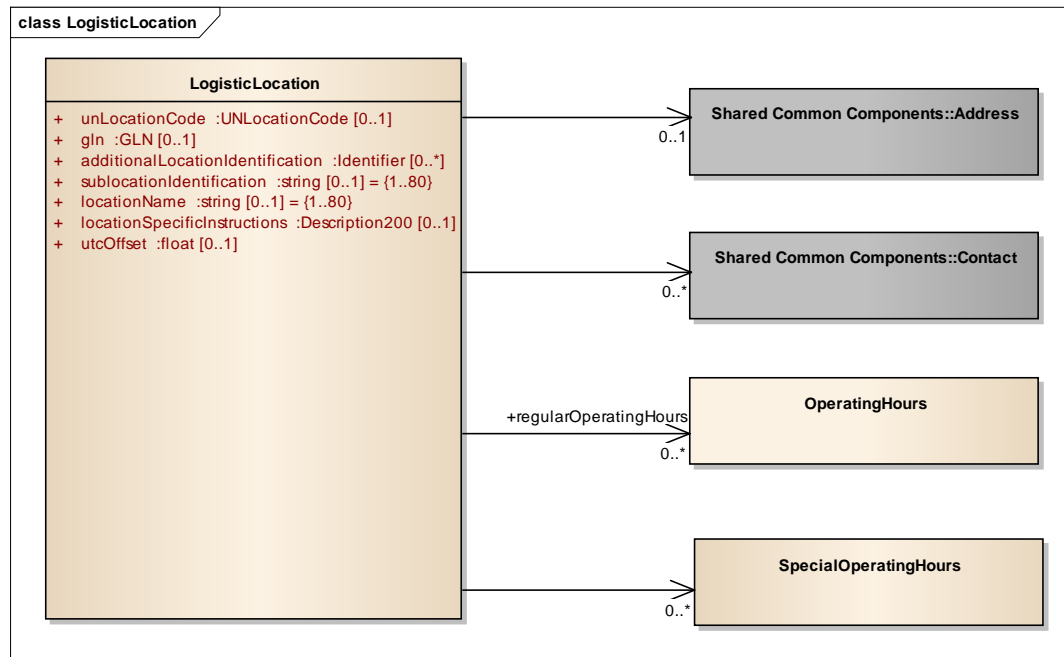 class LogisticLocation
LogisticLocation
+ unLocationCode :UNLocationCode [0..1]
+ gln :GLN [0..1]
+ additionalLocationIdentification :Identifier [0..*]
+ sublocationIdentification :string [0..1] = {1..80}
+ locationName :string [0..1] = {1..80}
+ locationSpecificInstructions :Description200 [0..1]
+ utcOffset :float [0..1]
Shared Common Components::Address
0..1
Shared Common Components::Contact
0..*
+regularOperatingHours
OperatingHours
0..*
SpecialOperatingHours
0..*